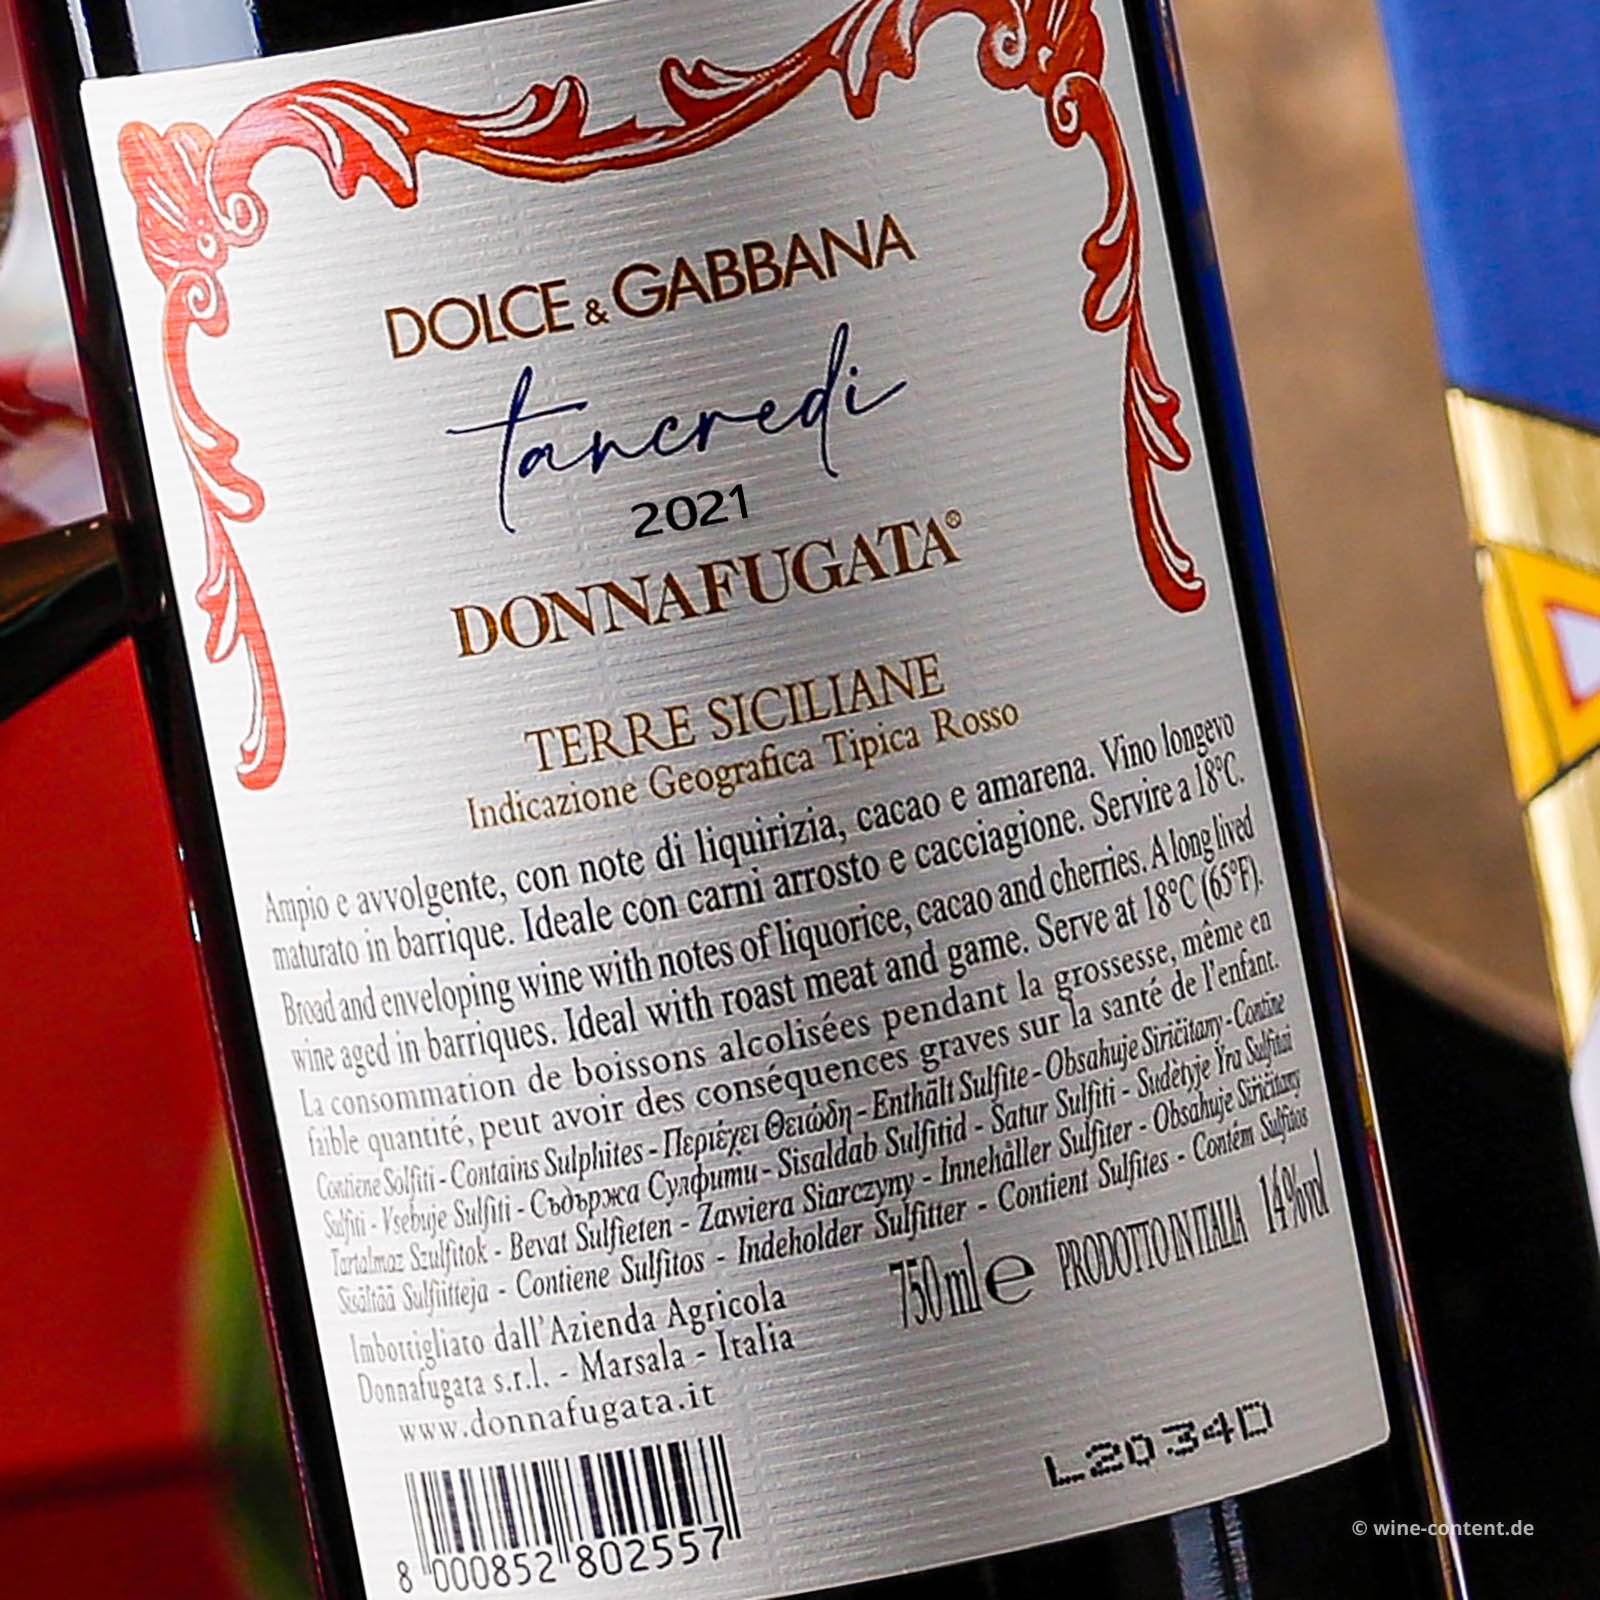 DOLCE & GABBANA
tancredi
2021
DONNAFUGATA®
TERRE SICILIANE
Indicazione Geografica Tipica Rosso
Ampio e avvolgente, con note di liquirizia, cacao e amarena. Vino longevo
maturato in barrique. Ideale con carni arrosto e cacciagione. Servire a 18°C.
Broad and enveloping wine with notes of liquorice, cacao and cherries. A long lived
wine aged in barriques. Ideal with roast meat and game. Serve at 18°C (65°F).
La consommation de boissons alcolisées pendant la grossesse, même en
faible quantité, peut avoir des conséquences graves sur la santé de l'enfant.
Contiene Solfiti - Contains Sulphites - Περιέχει Θειώδη - Enthält Sulfite - Obsahuje Siričitany - Contine
Sulfiti - Vsebuje Sulfiti - Съдържа Сулфити - Sisaldab Sulfitid - Satur Sulfiti - Sudėtyje Yra Sulfitai
Tartalmaz Szulfitok - Bevat Sulfieten - Zawiera Siarczyny - Innehåller Sulfiter - Obsahuje Siričitany
Sisältää Sulfiitteja - Contiene Sulfitos - Indeholder Sulfitter - Contient Sulfites - Contém Sulfitos
Imbottigliato dall'Azienda Agricola
Donnafugata s.r.l. - Marsala - Italia
www.donnafugata.it
750 ml ℮ PRODOTTO IN ITALIA 14%vol
L2034D
8 000852 802557
© wine-content.de